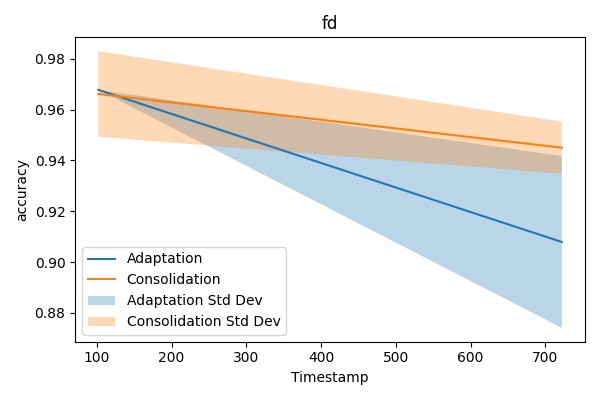 fd
0.98
0.96
0.94
0.92
0.90
0.88
accuracy
Adaptation
Consolidation
Adaptation Std Dev
Consolidation Std Dev
100 200 300 400 500 600 700
Timestamp